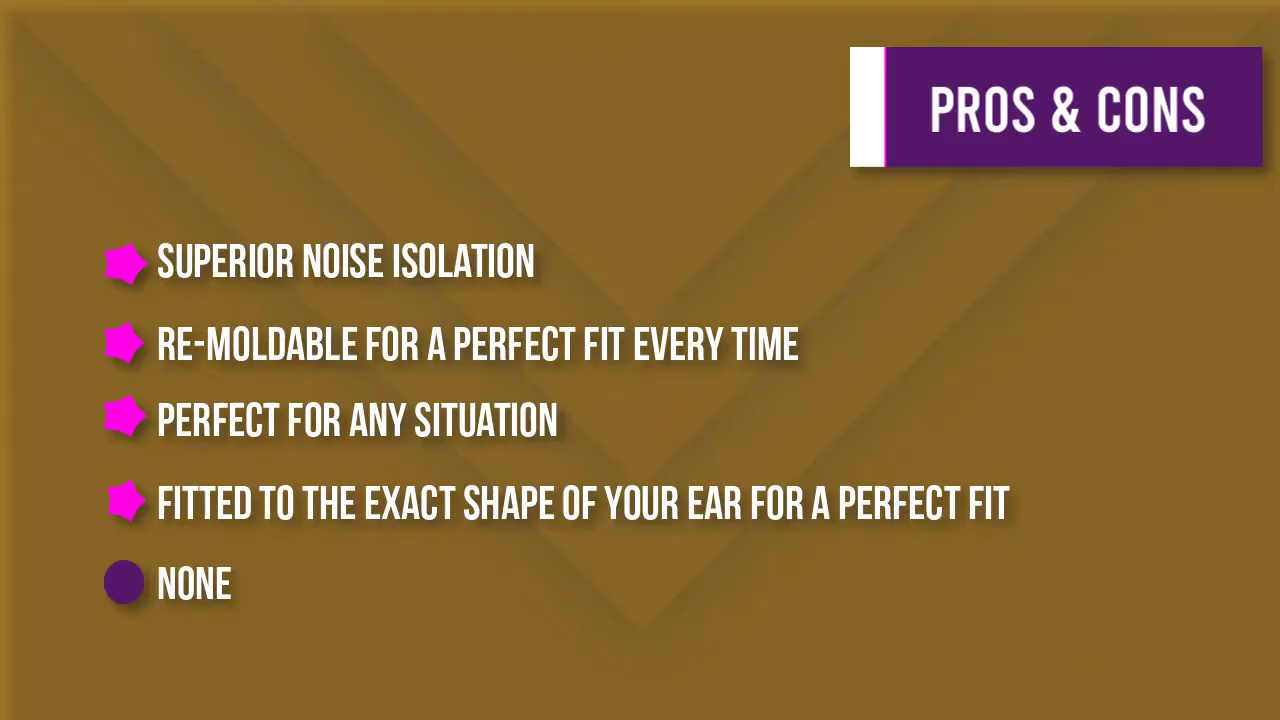 PROS & CONS
SUPERIOR NOISE ISOLATION
RE-MOLDABLE FOR A PERFECT FIT EVERY TIME
PERFECT FOR ANY SITUATION
FITTED TO THE EXACT SHAPE OF YOUR EAR FOR A PERFECT FIT
NONE